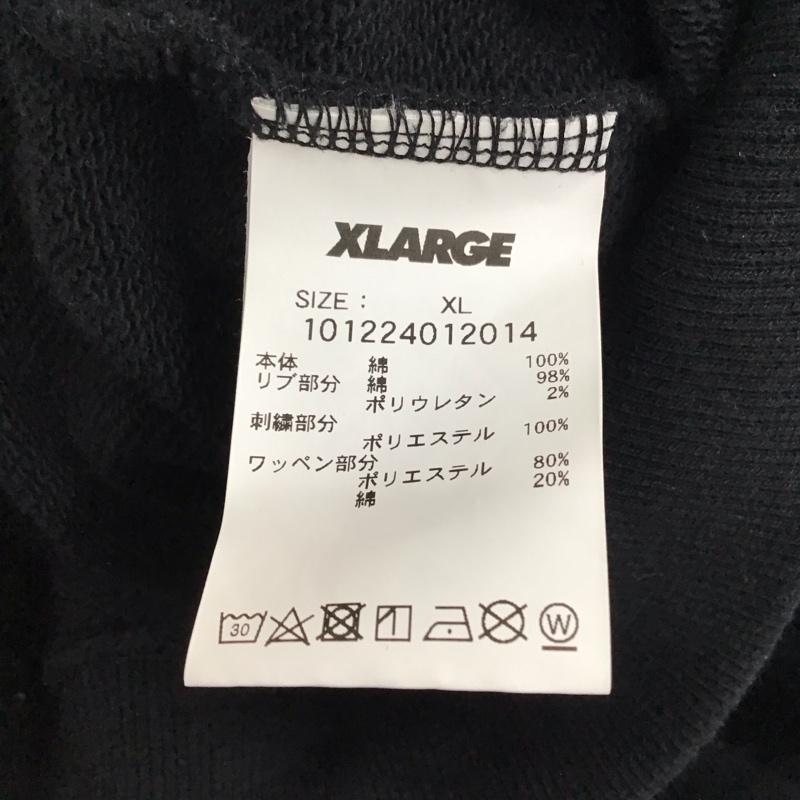 XLARGE
SIZE : XL
101224012014
本体 綿 100%
リブ部分 綿 98%
ポリウレタン 2%
刺繍部分
ポリエステル 100%
ワッペン部分
ポリエステル 80%
綿 20%
30 W